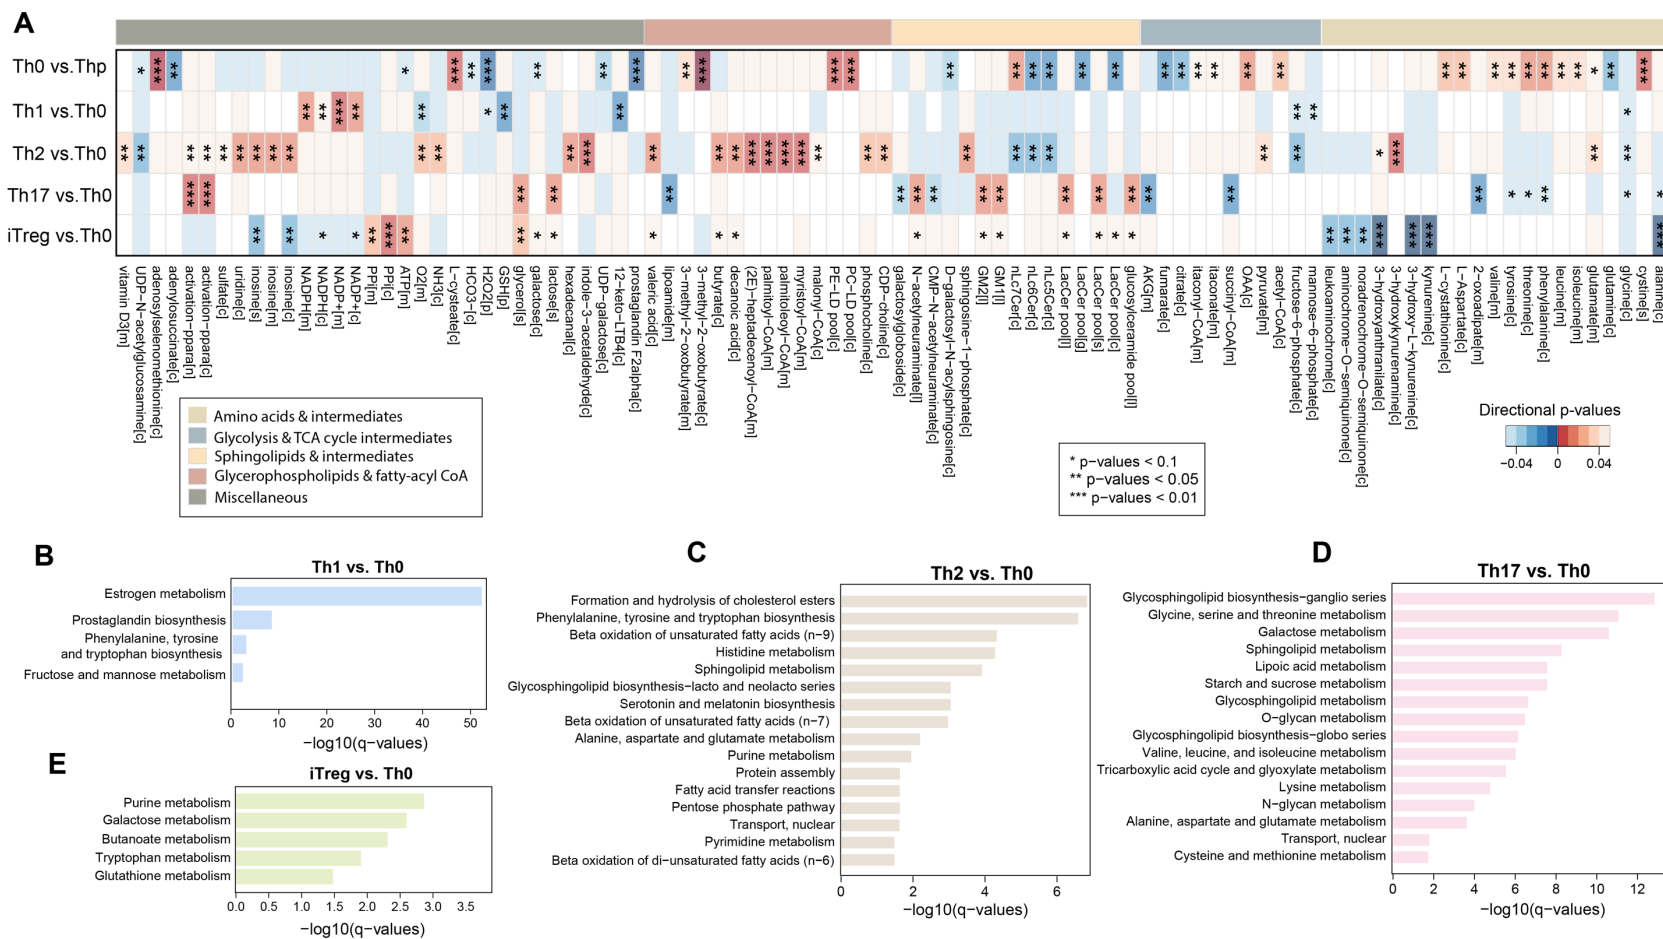 A
Th0 vs.Thp
Th1 vs.Th0
Th2 vs.Th0
Th17 vs.Th0
iTreg vs.Th0
vitamin D3[m]
UDP−N−acetylglucosamine[c]
adenosylselenomethionine[c]
adenylosuccinate[c]
activation−ppara[n]
activation−ppara[c]
sulfate[c]
uridine[c]
inosine[s]
inosine[m]
inosine[c]
NADPH[m]
NADPH[c]
NADP+[m]
NADP+[c]
PPi[m]
PPi[c]
ATP[m]
O2[m]
NH3[c]
L−cysteate[c]
HCO3−[c]
H2O2[p]
GSH[p]
glycerol[s]
galactose[c]
lactose[s]
hexadecanal[c]
indole−3−acetaldehyde[c]
UDP−galactose[c]
12−keto−LTB4[c]
prostaglandin F2alpha[c]
valeric acid[c]
lipoamide[m]
3−methyl−2−oxobutyrate[m]
3−methyl−2−oxobutyrate[c]
butyrate[c]
decanoic acid[c]
(2E)−heptadecenoyl−CoA[m]
palmitoyl−CoA[m]
palmitoleoyl−CoA[m]
myristoyl−CoA[m]
malonyl−CoA[c]
PE−LD pool[c]
PC−LD pool[c]
phosphocholine[c]
CDP−choline[c]
galactosylgloboside[c]
N−acetylneuraminate[l]
CMP−N−acetylneuraminate[c]
D−galactosyl−N−acylsphingosine[c]
sphingosine−1−phosphate[c]
GM2[l]
GM1[l]
nLc7Cer[c]
nLc6Cer[c]
nLc5Cer[c]
LacCer pool[l]
LacCer pool[g]
LacCer pool[s]
LacCer pool[c]
glucosylceramide pool[l]
AKG[m]
fumarate[c]
citrate[c]
itaconyl−CoA[m]
itaconate[m]
succinyl−CoA[m]
OAA[c]
pyruvate[m]
acetyl−CoA[c]
fructose−6−phosphate[c]
mannose−6−phosphate[c]
leukoaminochrome[c]
aminochrome−O−semiquinone[c]
noradrenochrome−O−semiquinone[c]
3−hydroxyanthranilate[c]
3−hydroxykynurenamine[c]
3−hydroxy−L−kynurenine[c]
kynurenine[c]
L−cystathionine[c]
L−Aspartate[c]
2−oxoadipate[m]
valine[m]
tyrosine[c]
threonine[c]
phenylalanine[c]
leucine[m]
isoleucine[m]
glutamate[m]
glutamine[c]
glycine[c]
cystine[s]
alanine[c]
Amino acids & intermediates
Glycolysis & TCA cycle intermediates
Sphingolipids & intermediates
Glycerophospholipids & fatty-acyl CoA
Miscellaneous
* p-values < 0.1
** p-values < 0.05
*** p-values < 0.01
Directional p-values
−0.04 0 0.04
B
Th1 vs. Th0
Estrogen metabolism
Prostaglandin biosynthesis
Phenylalanine, tyrosine
and tryptophan biosynthesis
Fructose and mannose metabolism
0 10 20 30 40 50
−log10(q−values)
C
Th2 vs. Th0
Formation and hydrolysis of cholesterol esters
Phenylalanine, tyrosine and tryptophan biosynthesis
Beta oxidation of unsaturated fatty acids (n−9)
Histidine metabolism
Sphingolipid metabolism
Glycosphingolipid biosynthesis−lacto and neolacto series
Serotonin and melatonin biosynthesis
Beta oxidation of unsaturated fatty acids (n−7)
Alanine, aspartate and glutamate metabolism
Purine metabolism
Protein assembly
Fatty acid transfer reactions
Pentose phosphate pathway
Transport, nuclear
Pyrimidine metabolism
Beta oxidation of di−unsaturated fatty acids (n−6)
0 2 4 6
−log10(q−values)
D
Th17 vs. Th0
Glycosphingolipid biosynthesis−ganglio series
Glycine, serine and threonine metabolism
Galactose metabolism
Sphingolipid metabolism
Lipoic acid metabolism
Starch and sucrose metabolism
Glycosphingolipid metabolism
O−glycan metabolism
Glycosphingolipid biosynthesis−globo series
Valine, leucine, and isoleucine metabolism
Tricarboxylic acid cycle and glyoxylate metabolism
Lysine metabolism
N−glycan metabolism
Alanine, aspartate and glutamate metabolism
Transport, nuclear
Cysteine and methionine metabolism
0 2 4 6 8 10 12
−log10(q−values)
E
iTreg vs. Th0
Purine metabolism
Galactose metabolism
Butanoate metabolism
Tryptophan metabolism
Glutathione metabolism
0.0 0.5 1.0 1.5 2.0 2.5 3.0 3.5
−log10(q−values)